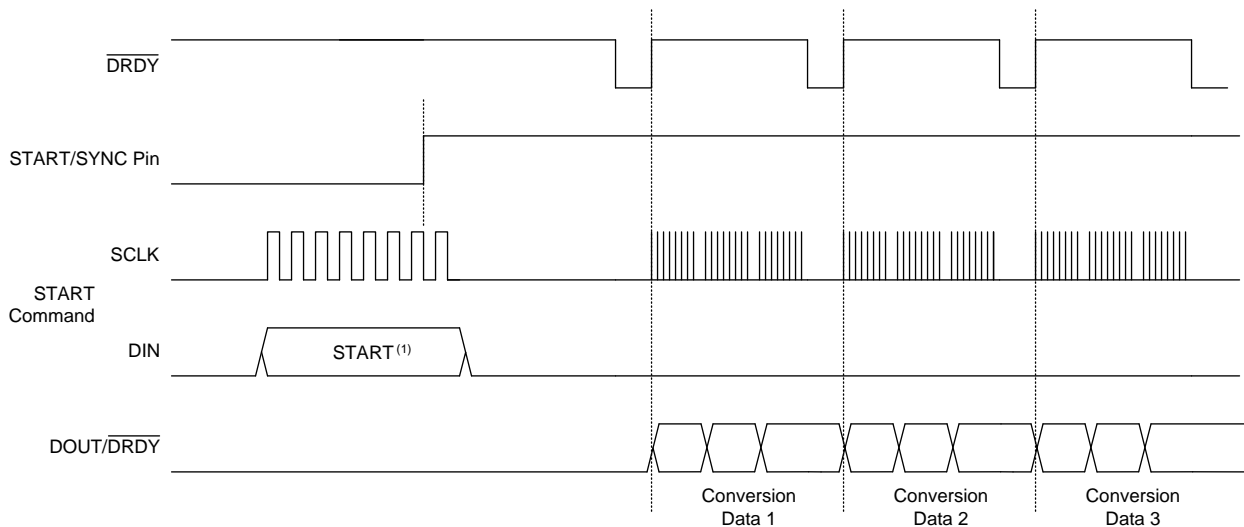 DRDY
START/SYNC Pin
SCLK
START
Command
DIN
START (1)
DOUT/DRDY
Conversion
Data 1
Conversion
Data 2
Conversion
Data 3